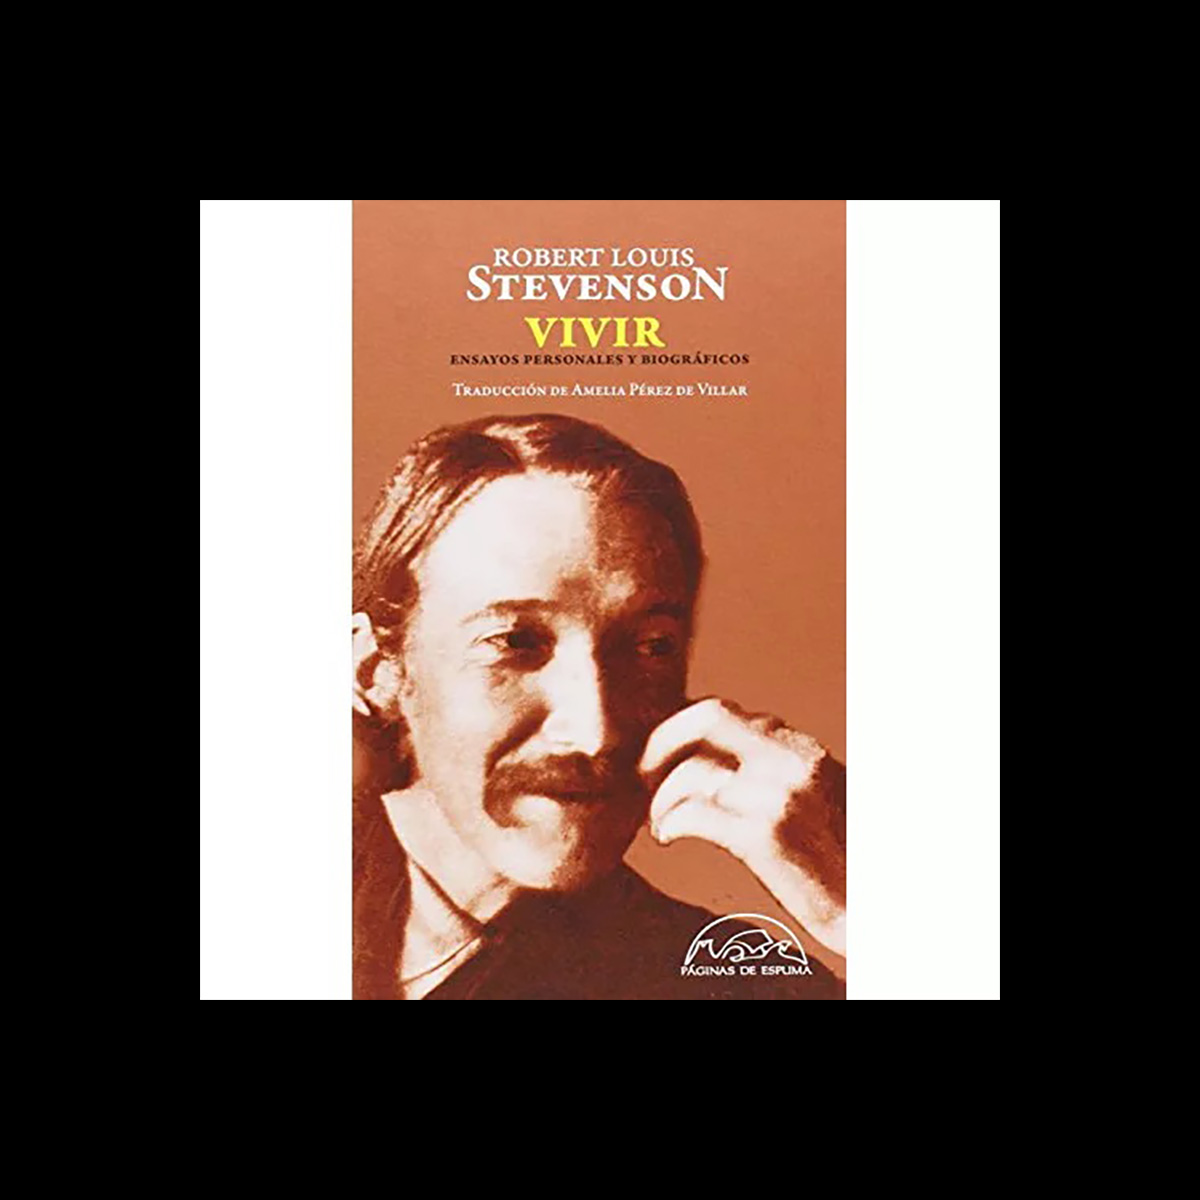 ROBERT LOUIS
STEVENSON
VIVIR
ENSAYOS PERSONALES Y BIOGRÁFICOS
TRADUCCIÓN DE AMELIA PÉREZ DE VILLAR
PÁGINAS DE ESPUMA